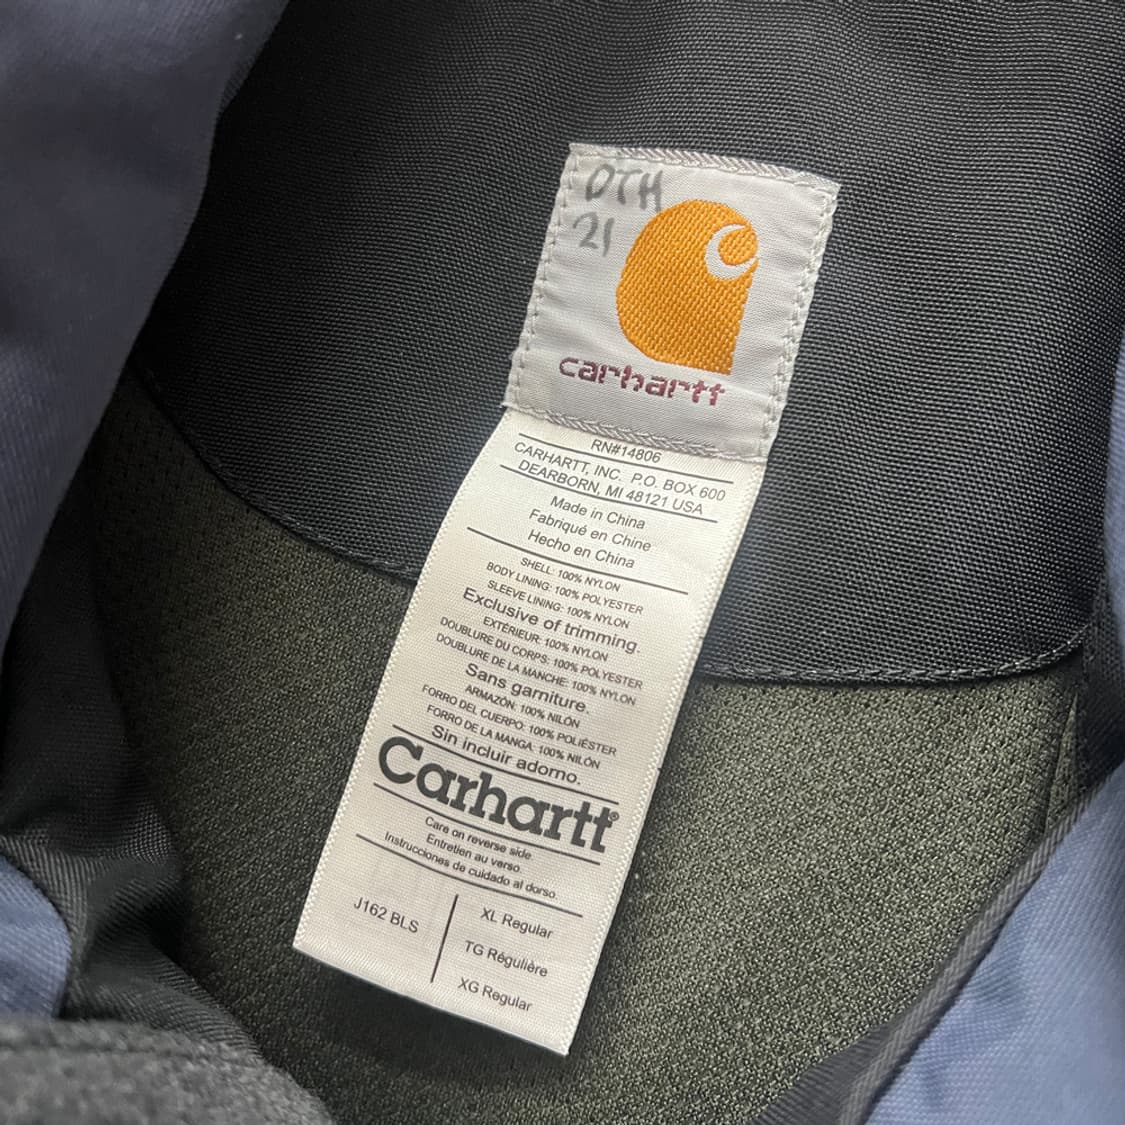 DTH
21
carhartt
RN#14806
CARHARTT, INC. P.O. BOX 600
DEARBORN, MI 48121 USA
Made in China
Fabriqué en Chine
Hecho en China
SHELL: 100% NYLON
BODY LINING: 100% POLYESTER
SLEEVE LINING: 100% NYLON
Exclusive of trimming.
EXTÉRIEUR: 100% NYLON
DOUBLURE DU CORPS: 100% POLYESTER
DOUBLURE DE LA MANCHE: 100% NYLON
Sans garniture.
ARMAZÓN: 100% NILÓN
FORRO DEL CUERPO: 100% POLIÉSTER
FORRO DE LA MANGA: 100% NILÓN
Sin incluir adorno.
Carhartt®
Care on reverse side.
Entretien au verso.
Instrucciones de cuidado al dorso.
J162 BLS
XL Regular
TG Régulière
XG Regular